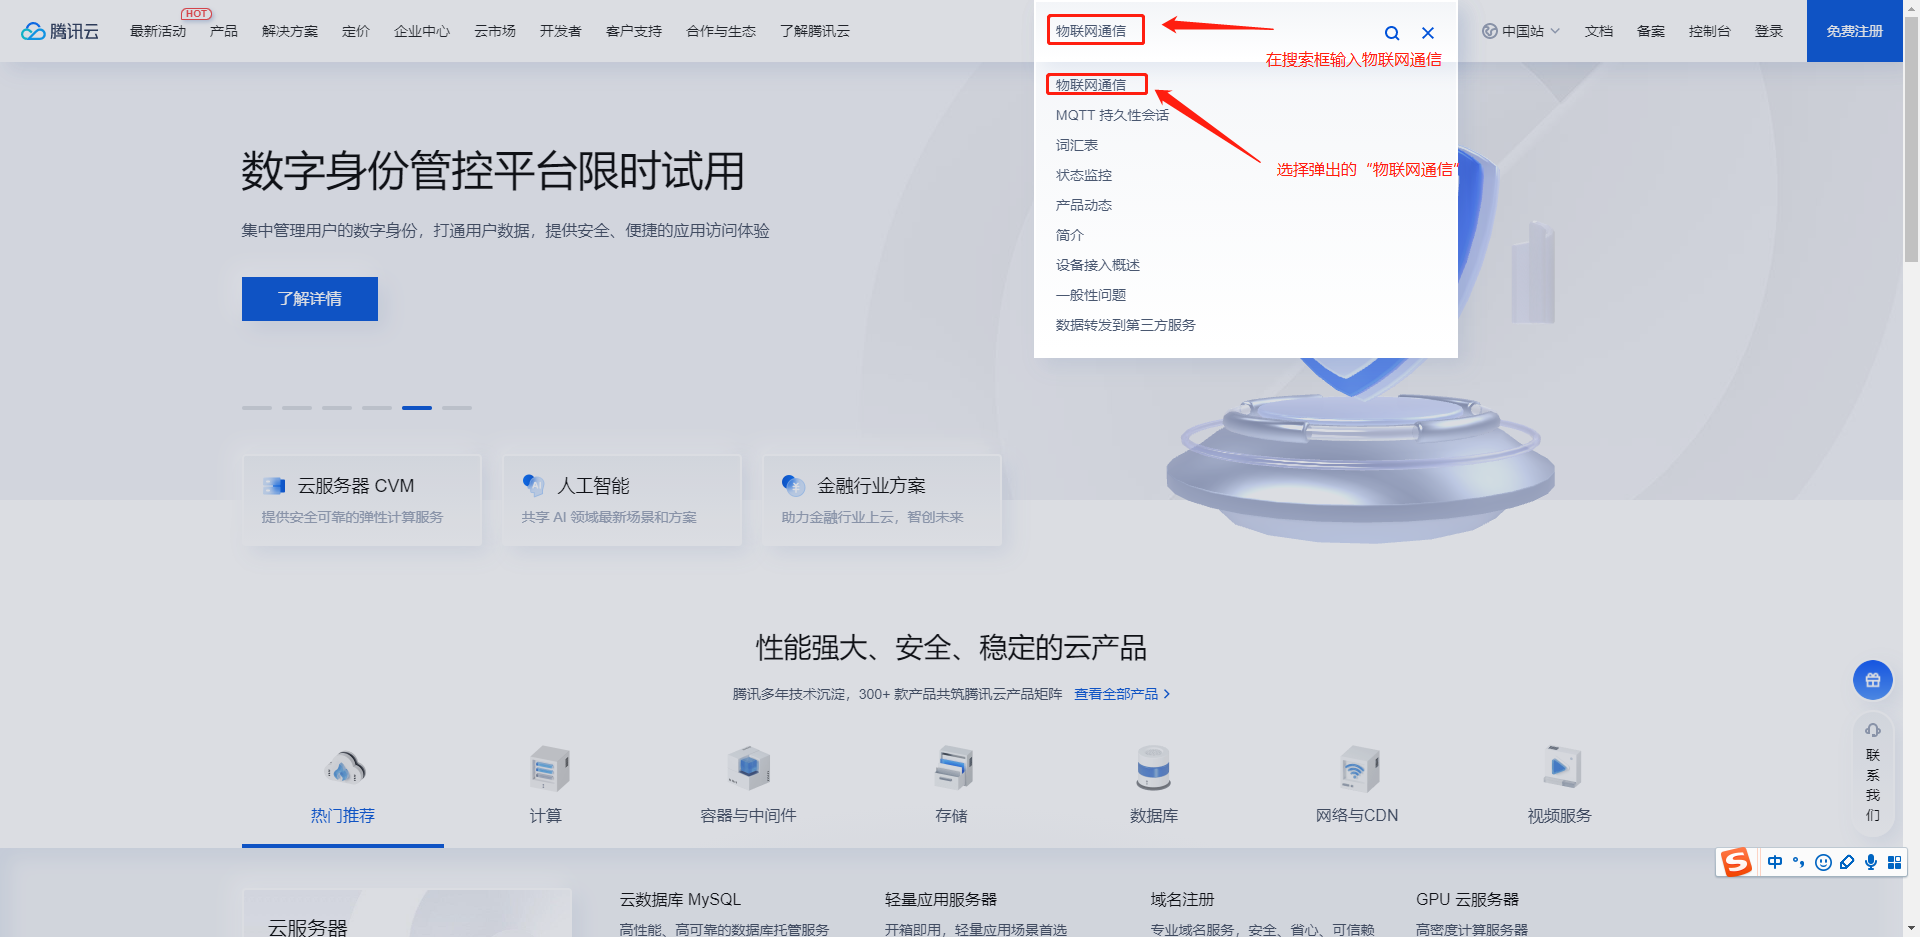 腾讯云
最新活动
HOT
产品
解决方案
定价
企业中心
云市场
开发者
客户支持
合作与生态
了解腾讯云
物联网通信
中国站
文档
备案
控制台
登录
免费注册
在搜索框输入物联网通信
物联网通信
MQTT 持久性会话
词汇表
状态监控
产品动态
简介
设备接入概述
一般性问题
数据转发到第三方服务
选择弹出的“物联网通信”
数字身份管控平台限时试用
集中管理用户的数字身份，打通用户数据，提供安全、便捷的应用访问体验
了解详情
云服务器 CVM
提供安全可靠的弹性计算服务
人工智能
共享 AI 领域最新场景和方案
金融行业方案
助力金融行业上云，智创未来
性能强大、安全、稳定的云产品
腾讯多年技术沉淀，300+ 款产品共筑腾讯云产品矩阵 查看全部产品
热门推荐
计算
容器与中间件
存储
数据库
网络与CDN
视频服务
联系我们
中
云服务器
云数据库 MySQL
高性能、高可靠的数据库托管服务
轻量应用服务器
开箱即用，轻量应用场景首选
域名注册
专业域名服务，安全、省心、可信赖
GPU 云服务器
高密度计算服务器